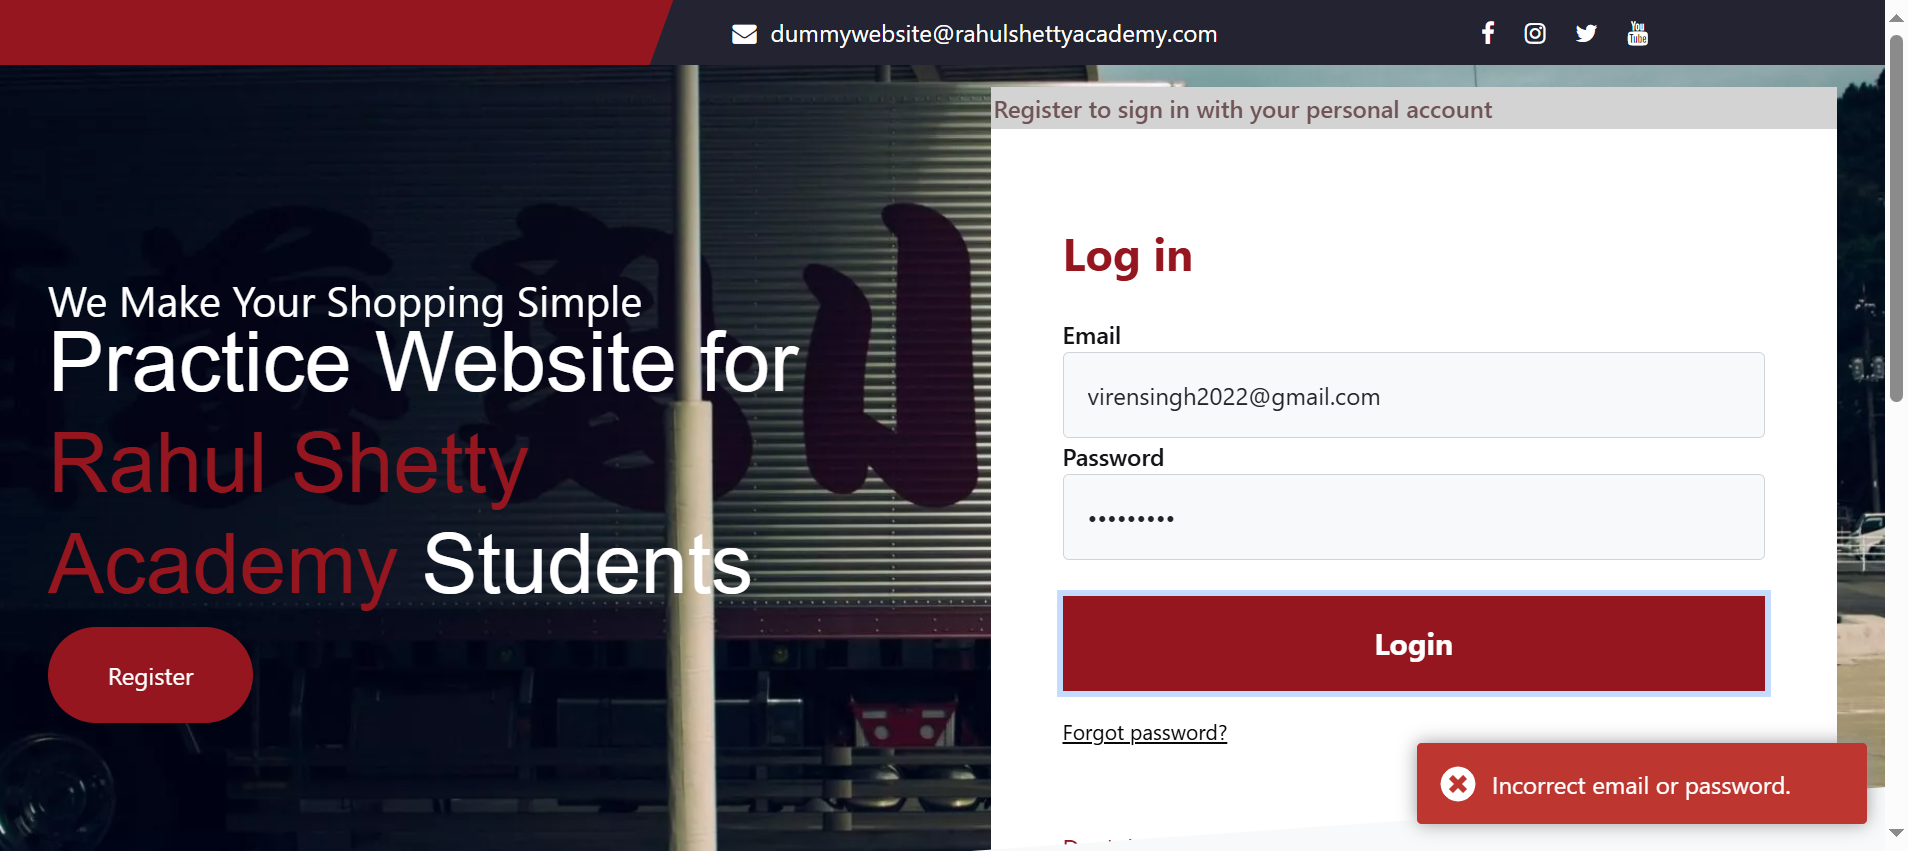 dummywebsite@rahulshettyacademy.com
You
Tube
Register to sign in with your personal account
We Make Your Shopping Simple
Practice Website for
Rahul Shetty
Academy Students
Register
Log in
Email
virensingh2022@gmail.com
Password
•••••••••
Login
Forgot password?
Incorrect email or password.